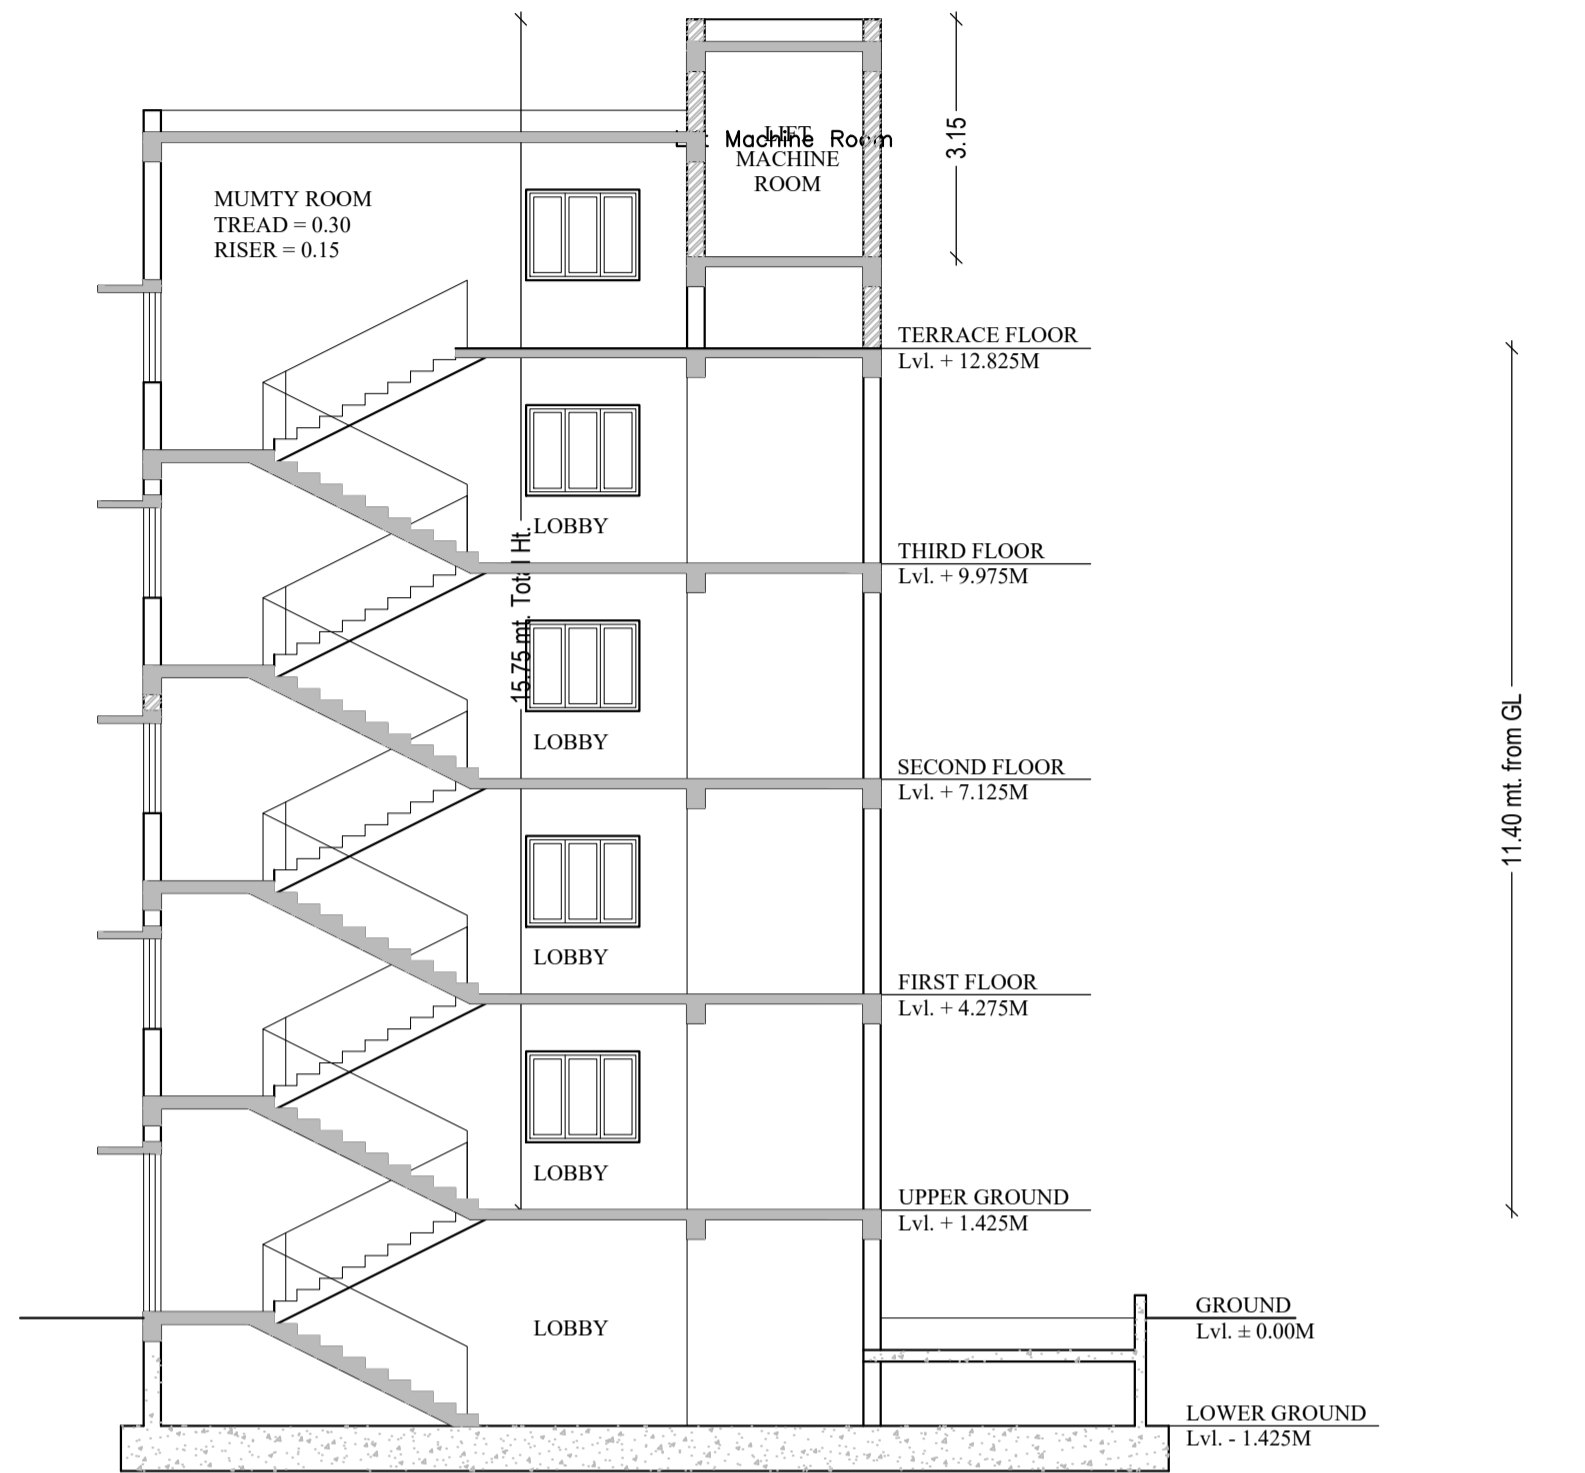 Lift Machine Room
LIFT
MACHINE
ROOM
3.15
MUMTY ROOM
TREAD = 0.30
RISER = 0.15
TERRACE FLOOR
Lvl. + 12.825M
LOBBY
15.75 mt. Total Ht.
THIRD FLOOR
Lvl. + 9.975M
LOBBY
SECOND FLOOR
Lvl. + 7.125M
11.40 mt. from GL
LOBBY
FIRST FLOOR
Lvl. + 4.275M
LOBBY
UPPER GROUND
Lvl. + 1.425M
LOBBY
GROUND
Lvl. ± 0.00M
LOWER GROUND
Lvl. - 1.425M